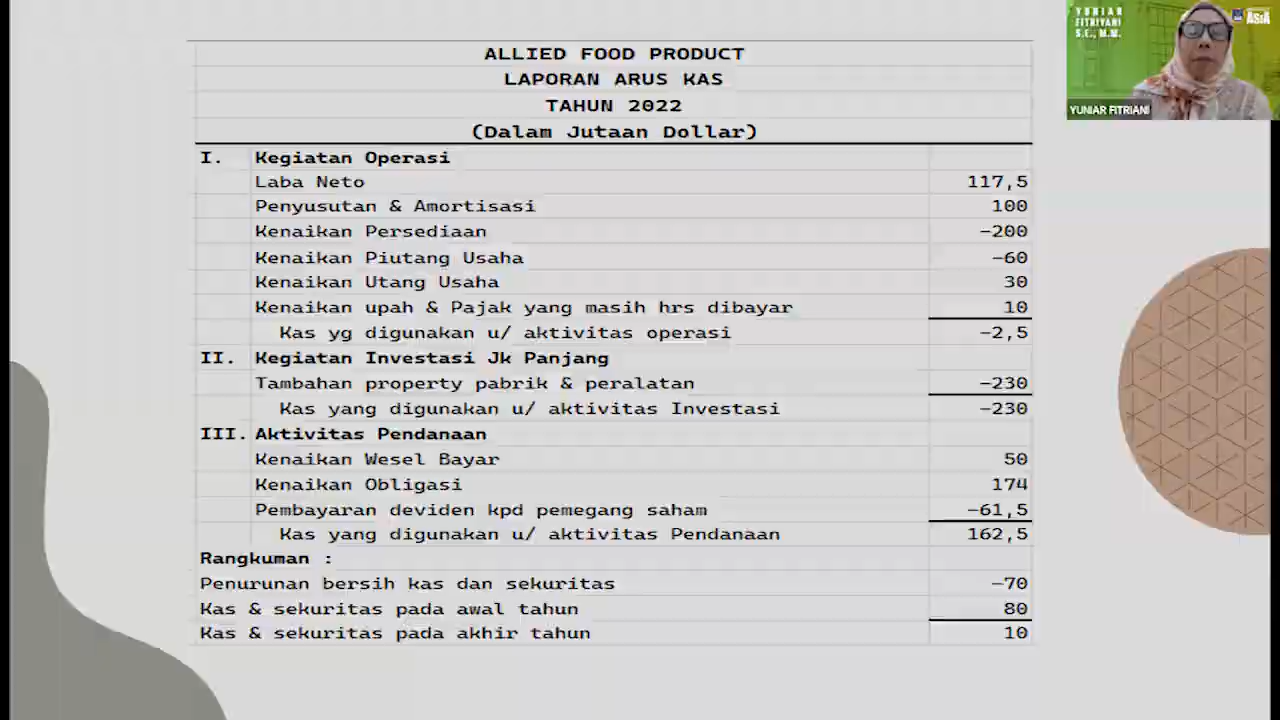 ALLIED FOOD PRODUCT
LAPORAN ARUS KAS
TAHUN 2022
(Dalam Jutaan Dollar)
I. Kegiatan Operasi
Laba Neto 117,5
Penyusutan & Amortisasi 100
Kenaikan Persediaan -200
Kenaikan Piutang Usaha -60
Kenaikan Utang Usaha 30
Kenaikan upah & Pajak yang masih hrs dibayar 10
Kas yg digunakan u/ aktivitas operasi -2,5
II. Kegiatan Investasi Jk Panjang
Tambahan property pabrik & peralatan -230
Kas yang digunakan u/ aktivitas Investasi -230
III. Aktivitas Pendanaan
Kenaikan Wesel Bayar 50
Kenaikan Obligasi 174
Pembayaran deviden kpd pemegang saham -61,5
Kas yang digunakan u/ aktivitas Pendanaan 162,5
Rangkuman :
Penurunan bersih kas dan sekuritas -70
Kas & sekuritas pada awal tahun 80
Kas & sekuritas pada akhir tahun 10
YUNIAR
FITRIYANI
S.E., M.M.
ASIA
YUNIAR FITRIANI